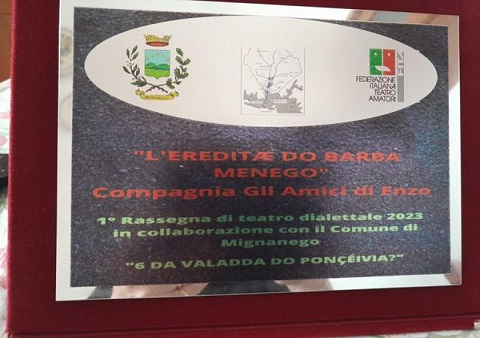 FEDERAZIONE
ITALIANA
TEATRO
AMATORI
"L'EREDITÆ DO BARBA
MENEGO"
Compagnia Gli Amici di Enzo
1° Rassegna di teatro dialettale 2023
in collaborazione con il Comune di
Mignanego
"6 DA VALADDA DO PONÇÉIVIA?"